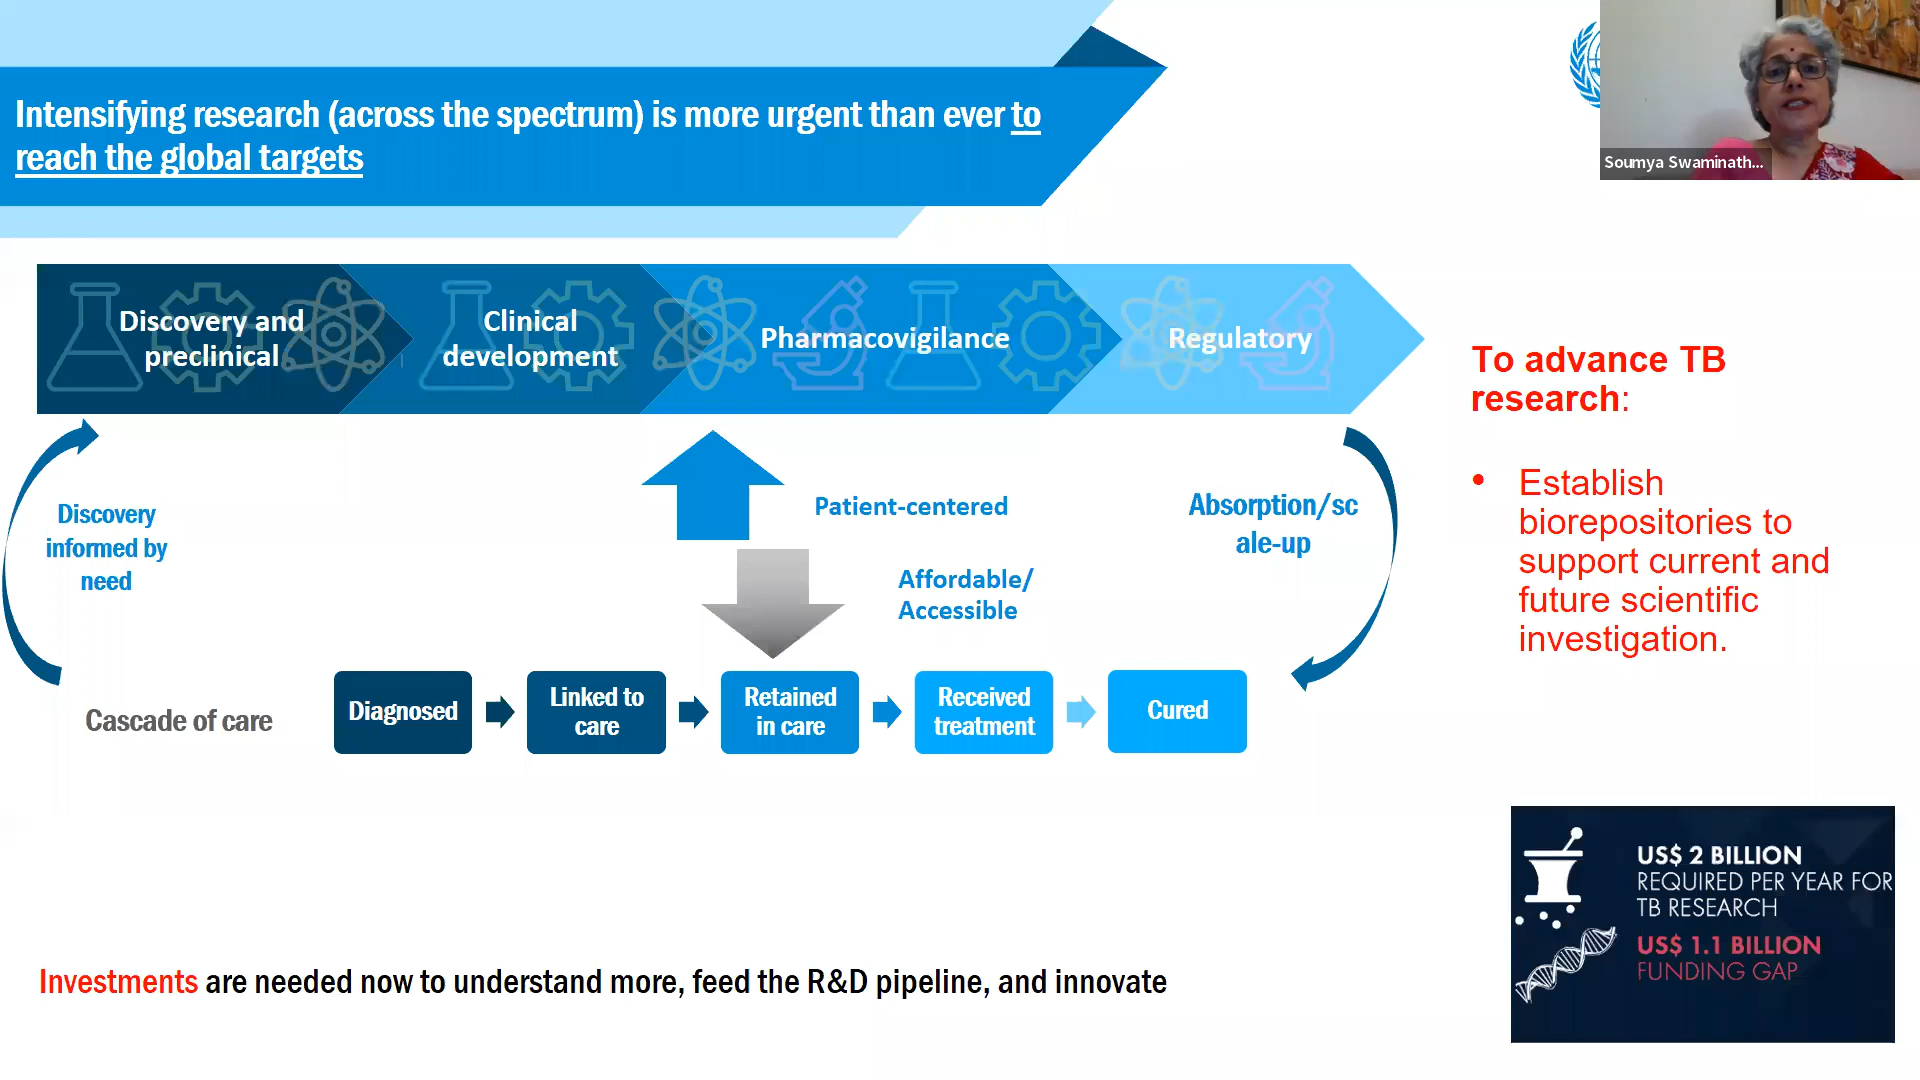 Intensifying research (across the spectrum) is more urgent than ever to
reach the global targets
Soumya Swaminath...
Discovery and
preclinical
Clinical
development
Pharmacovigilance
Regulatory
To advance TB
research:
• Establish
biorepositories to
support current and
future scientific
investigation.
Discovery
informed by
need
Patient-centered
Affordable/
Accessible
Absorption/sc
ale-up
Cascade of care
Diagnosed
Linked to
care
Retained
in care
Received
treatment
Cured
US$ 2 BILLION
REQUIRED PER YEAR FOR
TB RESEARCH
US$ 1.1 BILLION
FUNDING GAP
Investments are needed now to understand more, feed the R&D pipeline, and innovate